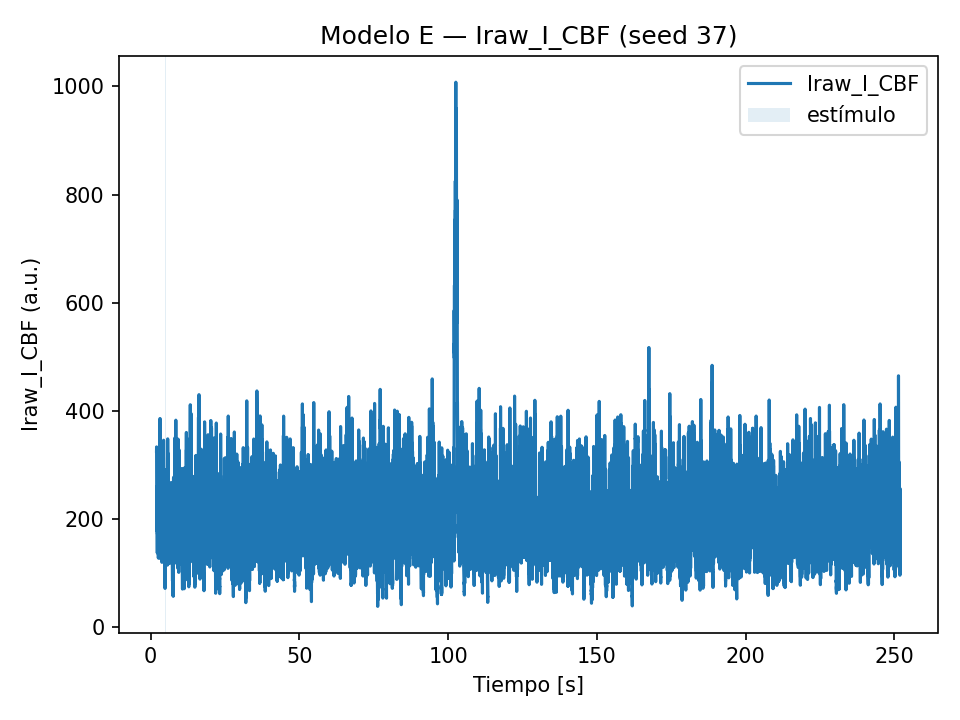 Modelo E — Iraw_I_CBF (seed 37)
Iraw_I_CBF
estímulo
Iraw_I_CBF (a.u.)
1000
800
600
400
200
0
0 50 100 150 200 250
Tiempo [s]